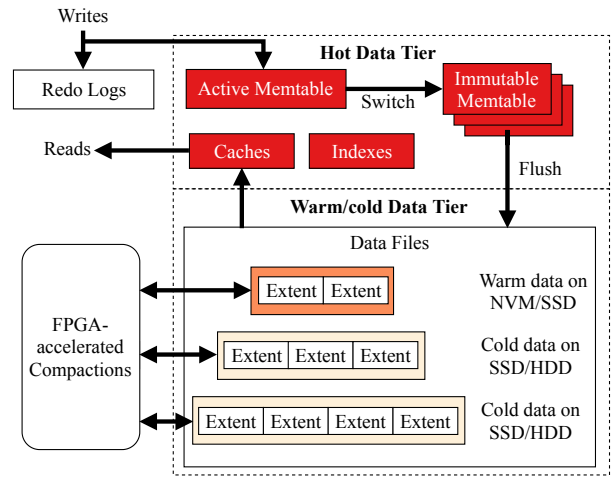 Writes
Hot Data Tier
Redo Logs
Active Memtable
Switch
Immutable
Memtable
Reads
Caches
Indexes
Flush
Warm/cold Data Tier
Data Files
FPGA-
accelerated
Compactions
Extent Extent
Warm data on
NVM/SSD
Extent Extent Extent
Cold data on
SSD/HDD
Extent Extent Extent Extent
Cold data on
SSD/HDD